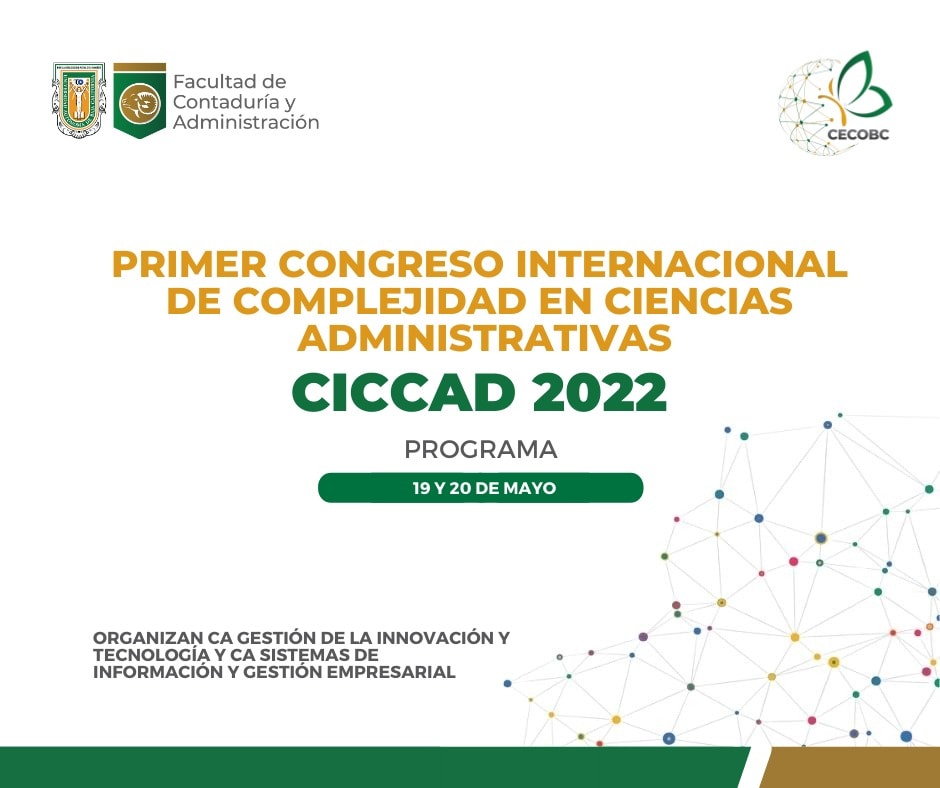 Facultad de
Contaduría y
Administración
CECOBC
PRIMER CONGRESO INTERNACIONAL
DE COMPLEJIDAD EN CIENCIAS
ADMINISTRATIVAS
CICCAD 2022
PROGRAMA
19 Y 20 DE MAYO
ORGANIZAN CA GESTIÓN DE LA INNOVACIÓN Y
TECNOLOGÍA Y CA SISTEMAS DE
INFORMACIÓN Y GESTIÓN EMPRESARIAL